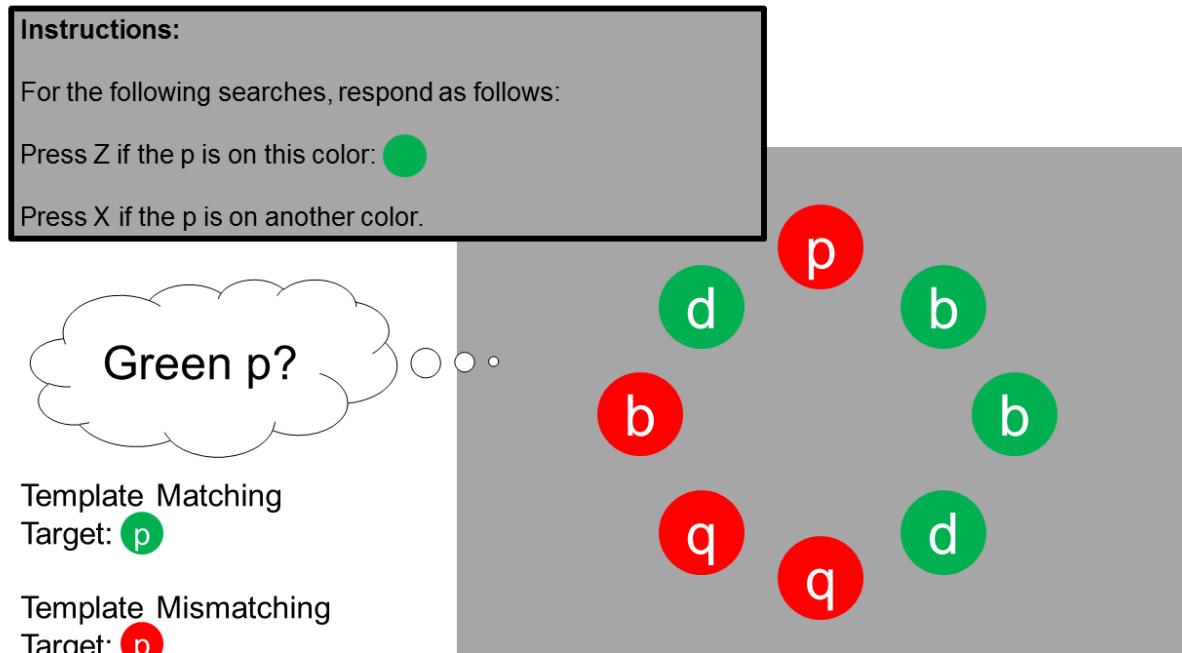 Instructions:
For the following searches, respond as follows:
Press Z if the p is on this color:
Press X if the p is on another color.
Green p?
Template Matching
Target: p
Template Mismatching
Target: p
p
d
b
b
b
q
d
q